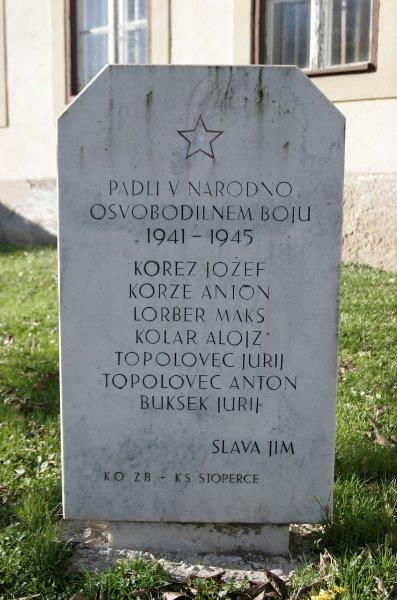 PADLI V NARODNO
OSVOBODILNEM BOJU
1941 - 1945
KOREZ JOŽEF
KORŽE ANTON
LORBER MAKS
KOLAR ALOJZ
TOPOLOVEC JURIJ
TOPOLOVEC ANTON
BUKŠEK JURIJ
SLAVA JIM
KO ZB - KS STOPERCE